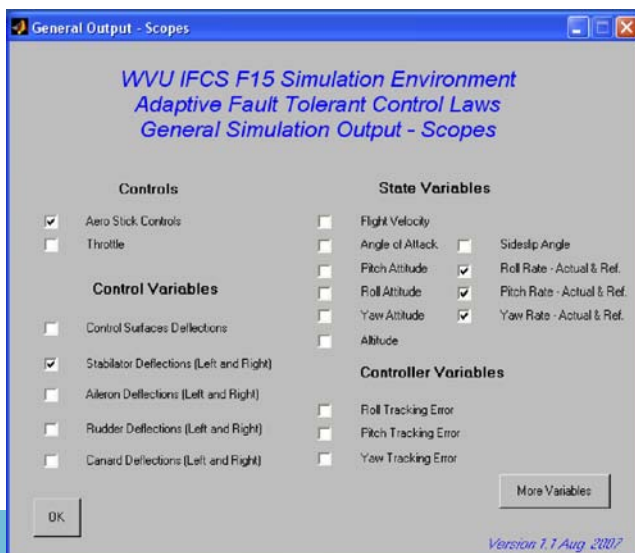 General Output - Scopes
WVU IFCS F15 Simulation Environment
Adaptive Fault Tolerant Control Laws
General Simulation Output - Scopes
Controls
Aero Stick Controls
Throttle
Control Variables
Control Surfaces Deflections
Stabilator Deflections (Left and Right)
Aileron Deflections (Left and Right)
Rudder Deflections (Left and Right)
Canard Deflections (Left and Right)
State Variables
Flight Velocity
Angle of Attack
Sideslip Angle
Pitch Attitude
Roll Rate - Actual & Ref.
Roll Attitude
Pitch Rate - Actual & Ref.
Yaw Attitude
Yaw Rate - Actual & Ref.
Altitude
Controller Variables
Roll Tracking Error
Pitch Tracking Error
Yaw Tracking Error
More Variables
OK
Version 1.1 Aug. 2007